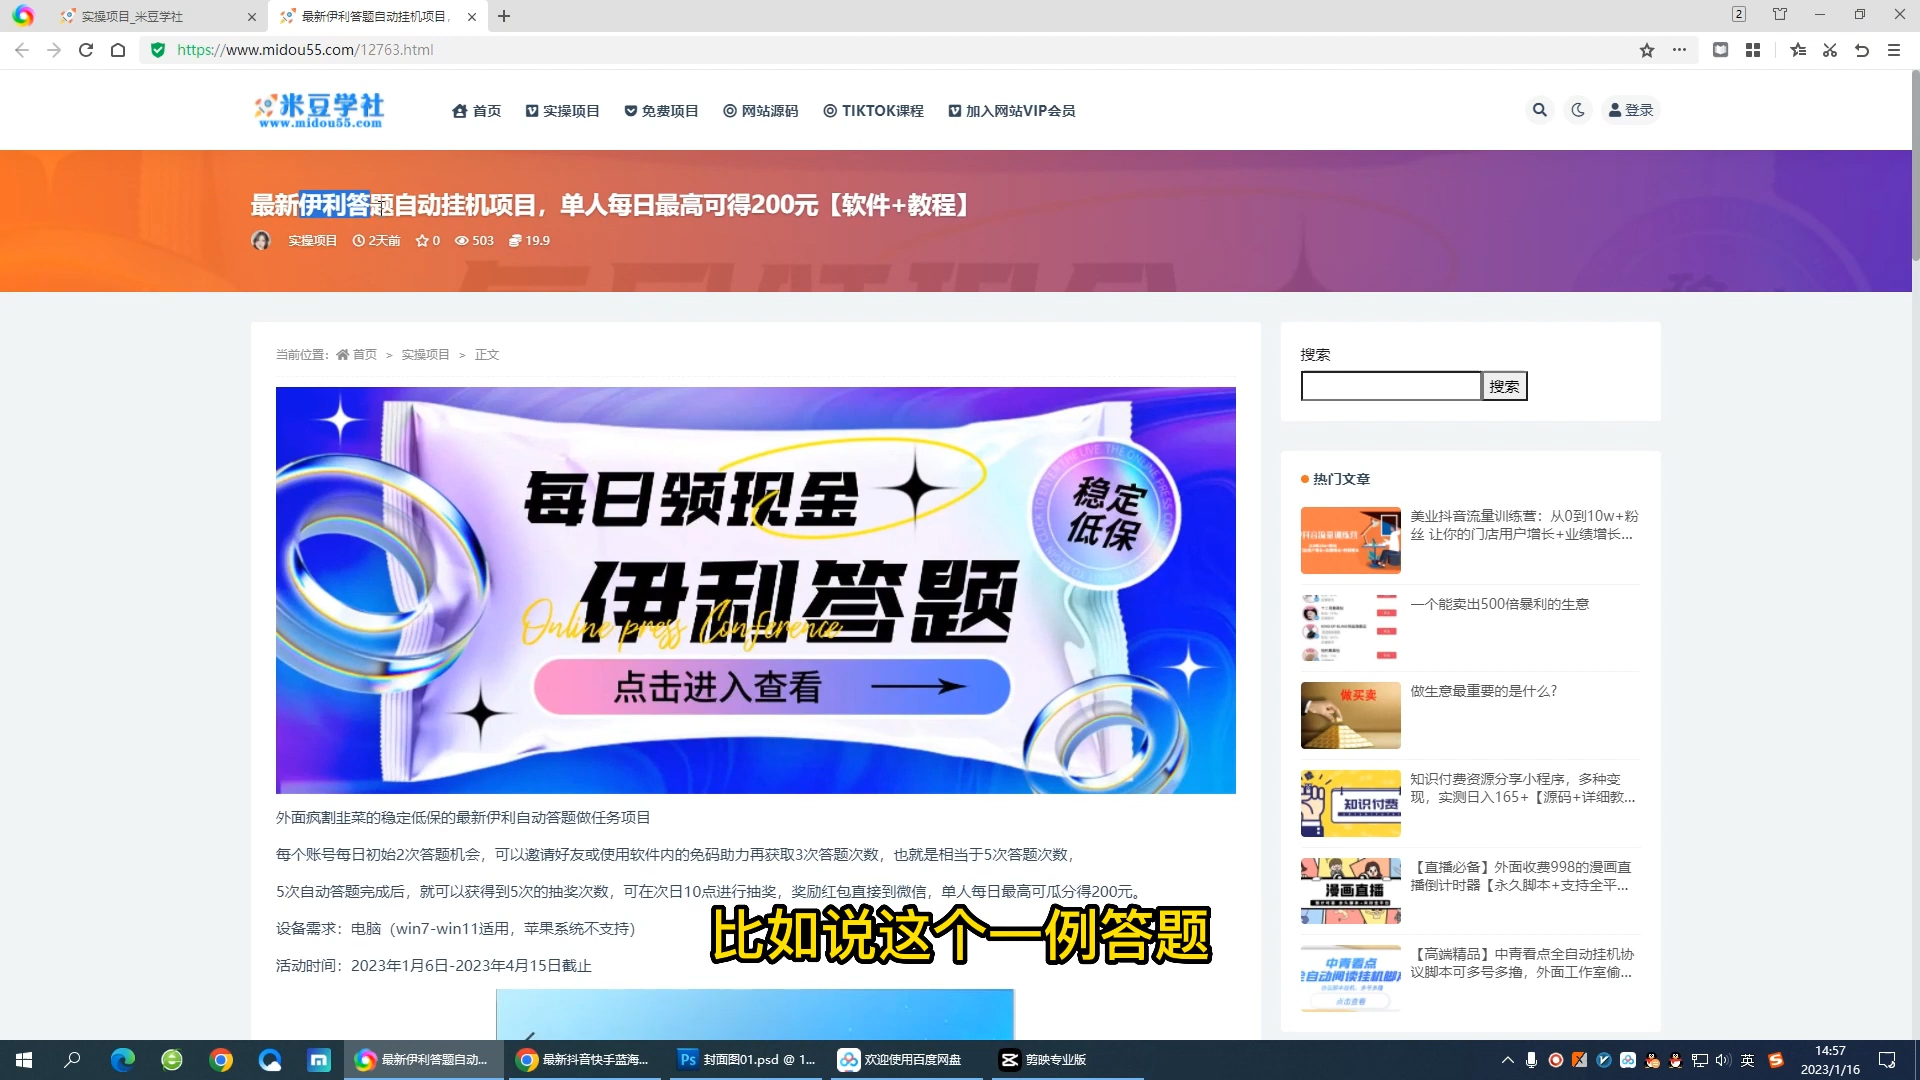 实操项目_米豆学社
最新伊利答题自动挂机项目,
2
https://www.midou55.com/12763.html
米豆学社
www.midou55.com
首页
实操项目
免费项目
网站源码
TIKTOK课程
加入网站VIP会员
登录
最新伊利答题自动挂机项目，单人每日最高可得200元【软件+教程】
实操项目 2天前 0 503 19.9
当前位置: 首页 > 实操项目 > 正文
每日领现金
稳定
低保
伊利答题
Online press Conference
点击进入查看
外面疯割韭菜的稳定低保的最新伊利自动答题做任务项目
每个账号每日初始2次答题机会，可以邀请好友或使用软件内的免码助力再获取3次答题次数，也就是相当于5次答题次数，
5次自动答题完成后，就可以获得到5次的抽奖次数，可在次日10点进行抽奖，奖励红包直接到微信，单人每日最高可瓜分得200元。
设备需求：电脑（win7-win11适用，苹果系统不支持）
活动时间：2023年1月6日-2023年4月15日截止
比如说这个一例答题
搜索
搜索
热门文章
美业抖音流量训练营：从0到10w+粉
丝 让你的门店用户增长+业绩增长...
一个能卖出500倍暴利的生意
做买卖
做生意最重要的是什么?
知识付费
知识付费资源分享小程序，多种变
现，实测日入165+【源码+详细教...
漫画直播
【直播必备】外面收费998的漫画直
播倒计时器【永久脚本+支持全平...
中青看点
全自动阅读挂机脚本
点击查看
【高端精品】中青看点全自动挂机协
议脚本可多号多撸，外面工作室偷...
最新伊利答题自动...
最新抖音快手蓝海...
Ps 封面图01.psd @ 1...
欢迎使用百度网盘
剪映专业版
英
14:57
2023/1/16